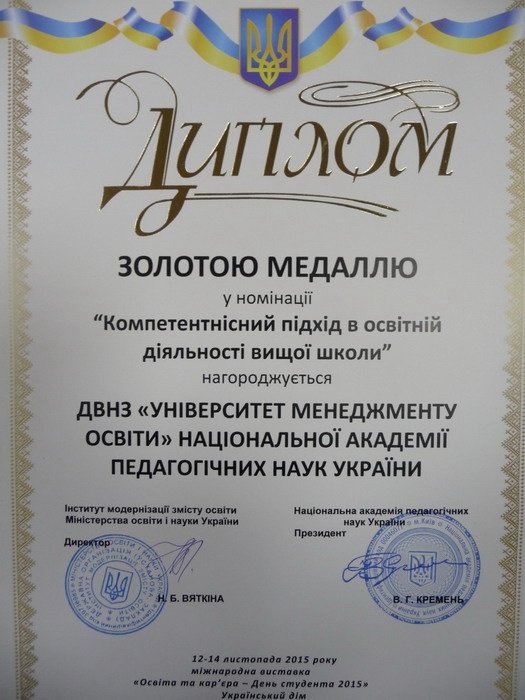 Диплом
ЗОЛОТОЮ МЕДАЛЛЮ
у номінації
“Компетентнісний підхід в освітній
діяльності вищої школи”
нагороджується
ДВНЗ «УНІВЕРСИТЕТ МЕНЕДЖМЕНТУ
ОСВІТИ» НАЦІОНАЛЬНОЇ АКАДЕМІЇ
ПЕДАГОГІЧНИХ НАУК УКРАЇНИ
Інститут модернізації змісту освіти
Міністерства освіти і науки України
Директор
Н. Б. ВЯТКІНА
Національна академія педагогічних
наук України
Президент
В. Г. КРЕМЕНЬ
12-14 листопада 2015 року
міжнародна виставка
«Освіта та кар’єра – День студента 2015»
Український дім